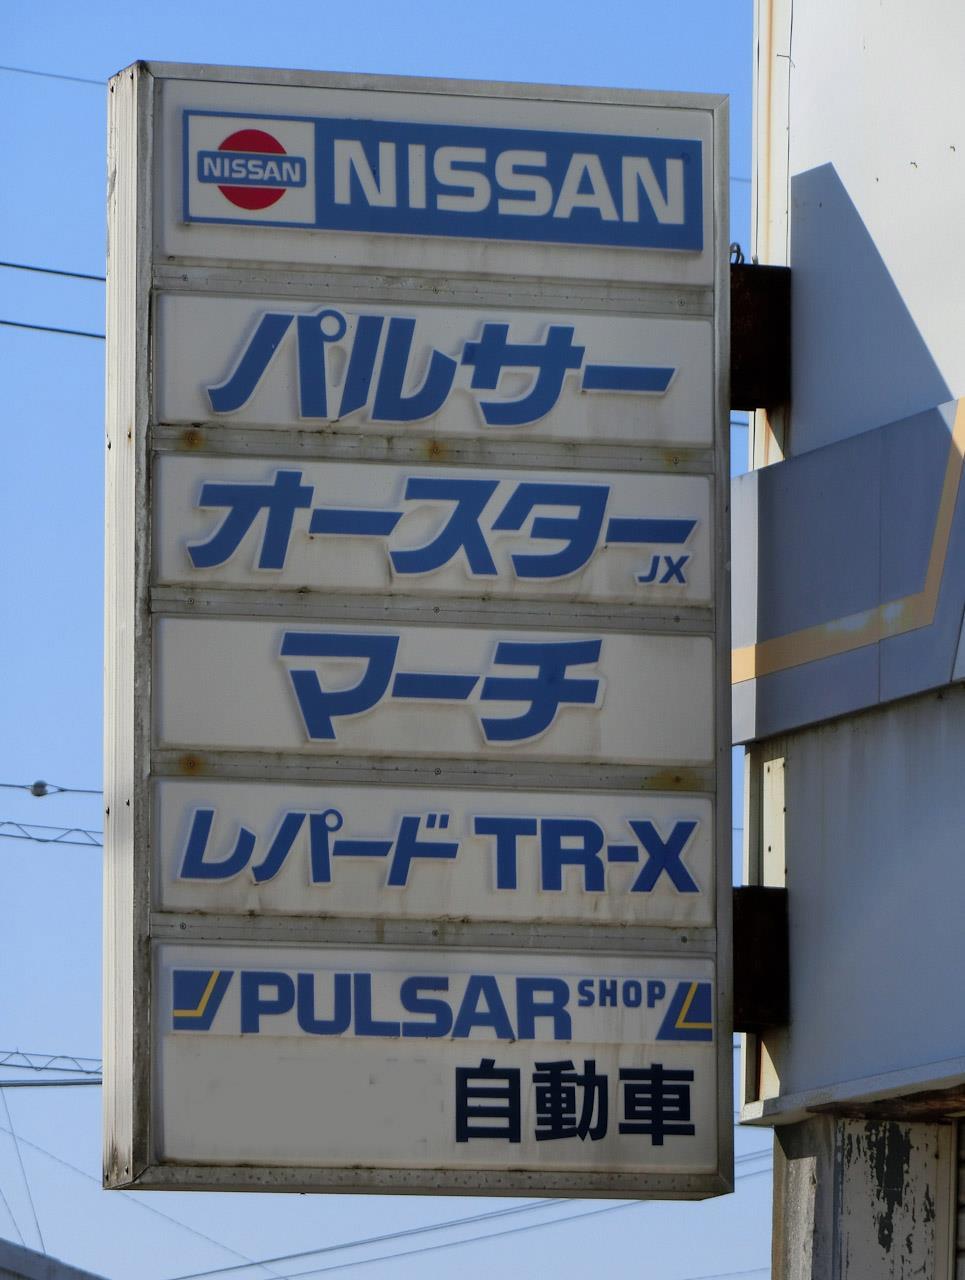 NISSAN NISSAN
パルサー
オースター JX
マーチ
レパード TR-X
PULSAR SHOP
自動車